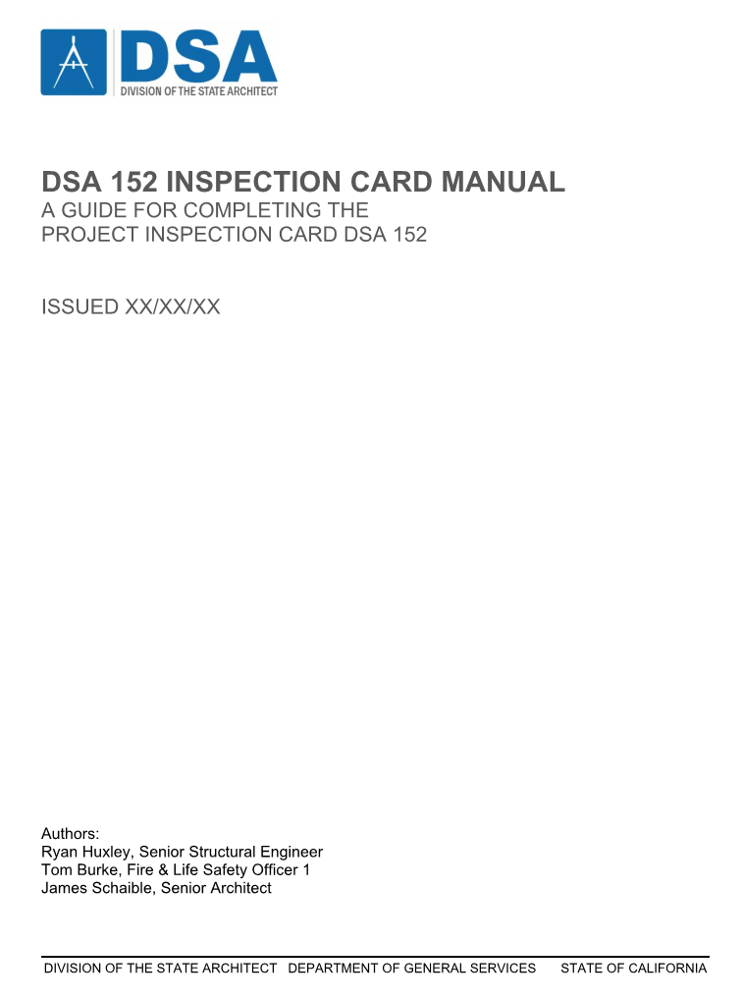 DSA
DIVISION OF THE STATE ARCHITECT
DSA 152 INSPECTION CARD MANUAL
A GUIDE FOR COMPLETING THE
PROJECT INSPECTION CARD DSA 152
ISSUED XX/XX/XX
Authors:
Ryan Huxley, Senior Structural Engineer
Tom Burke, Fire & Life Safety Officer 1
James Schaible, Senior Architect
DIVISION OF THE STATE ARCHITECT DEPARTMENT OF GENERAL SERVICES STATE OF CALIFORNIA